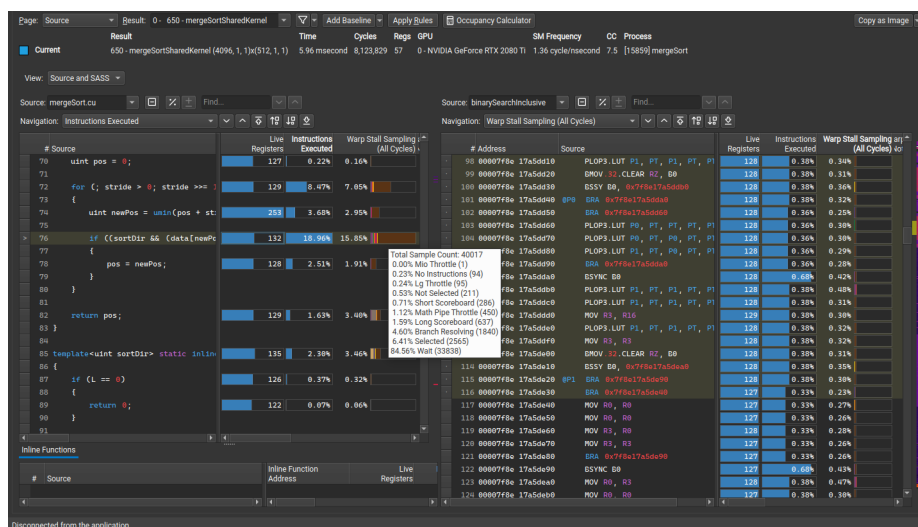 Page: Source Result: 0 - 650 - mergeSortSharedKernel Add Baseline Apply Rules Occupancy Calculator Copy as Image
Result Time Cycles Regs GPU SM Frequency CC Process
Current 650 - mergeSortSharedKernel (4096, 1, 1)x(512, 1, 1) 5.96 msecond 8,123,829 57 0 - NVIDIA GeForce RTX 2080 Ti 1.36 cycle/nsecond 7.5 [15859] mergeSort
View: Source and SASS
Source: mergeSort.cu Find...
Navigation: Instructions Executed
Live Instructions Warp Stall Sampling
# Source Registers Executed (All Cycles)
70 uint pos = 0; 127 0.22% 0.16%
71
72 for (; stride > 0; stride >>= 129 8.47% 7.05%
73 {
74 uint newPos = umin(pos + st 253 3.68% 2.95%
75
76 if ((sortDir && (data[newPo 132 18.96% 15.85%
77 {
78 pos = newPos; 128 2.51% 1.91%
79 }
80 }
81
82 return pos; 129 1.63% 3.40%
83 }
84
85 template<uint sortDir> static inlin 135 2.30% 3.46%
86 {
87 if (L == 0) 126 0.37% 0.32%
88 {
89 return 0; 122 0.07% 0.06%
90 }
91
Total Sample Count: 40017
0.00% Mio Throttle (1)
0.23% No Instructions (94)
0.24% Lg Throttle (95)
0.53% Not Selected (211)
0.71% Short Scoreboard (286)
1.12% Math Pipe Throttle (450)
1.59% Long Scoreboard (637)
4.60% Branch Resolving (1840)
6.41% Selected (2565)
84.56% Wait (33838)
Inline Functions
Inline Function Live
# Source Address Registers
Source: binarySearchInclusive Find...
Navigation: Warp Stall Sampling (All Cycles)
Live Instructions Warp Stall Sampling
# Address Source Registers Executed (All Cycles)
98 00007f8e 17a5dd10 PLOP3.LUT P1, PT, P1, PT, P1 128 0.38% 0.34%
99 00007f8e 17a5dd20 BMOV.32.CLEAR RZ, B0 128 0.38% 0.31%
100 00007f8e 17a5dd30 BSSY B0, 0x7f8e17a5ddb0 128 0.38% 0.36%
101 00007f8e 17a5dd40 @P0 BRA 0x7f8e17a5dda0 128 0.38% 0.32%
102 00007f8e 17a5dd50 BRA 0x7f8e17a5dd60 128 0.36% 0.25%
103 00007f8e 17a5dd60 PLOP3.LUT P0, PT, PT, PT, P 128 0.36% 0.30%
104 00007f8e 17a5dd70 PLOP3.LUT P0, PT, P0, PT, P1 128 0.36% 0.30%
105 00007f8e 17a5dd80 PLOP3.LUT P1, PT, PT, PT, P 128 0.36% 0.29%
106 00007f8e 17a5dd90 BRA 0x7f8e17a5dda0 128 0.36% 0.28%
107 00007f8e 17a5dda0 BSYNC B0 128 0.68% 0.42%
108 00007f8e 17a5ddb0 PLOP3.LUT P1, PT, P1, PT, P1 128 0.38% 0.48%
109 00007f8e 17a5ddc0 PLOP3.LUT P1, PT, P1, PT, P1 128 0.38% 0.31%
110 00007f8e 17a5ddd0 MOV R3, R16 129 0.38% 0.30%
111 00007f8e 17a5dde0 PLOP3.LUT P1, PT, P1, PT, P1 128 0.38% 0.32%
112 00007f8e 17a5ddf0 MOV R3, R3 128 0.38% 0.32%
113 00007f8e 17a5de00 BMOV.32.CLEAR RZ, B0 128 0.38% 0.31%
114 00007f8e 17a5de10 BSSY B0, 0x7f8e17a5dea0 128 0.38% 0.35%
115 00007f8e 17a5de20 @P1 BRA 0x7f8e17a5de90 128 0.38% 0.30%
116 00007f8e 17a5de30 BRA 0x7f8e17a5de40 127 0.33% 0.23%
117 00007f8e 17a5de40 MOV R0, R0 127 0.33% 0.27%
118 00007f8e 17a5de50 MOV R3, R0 127 0.33% 0.26%
119 00007f8e 17a5de60 MOV R3, R0 128 0.33% 0.28%
120 00007f8e 17a5de70 MOV R3, R3 127 0.33% 0.26%
121 00007f8e 17a5de80 BRA 0x7f8e17a5de90 127 0.33% 0.26%
122 00007f8e 17a5de90 BSYNC B0 127 0.68% 0.43%
123 00007f8e 17a5dea0 MOV R0, R3 128 0.38% 0.47%
124 00007f8e 17a5deb0 MOV R0, R0 127 0.38% 0.30%
Disconnected from the application